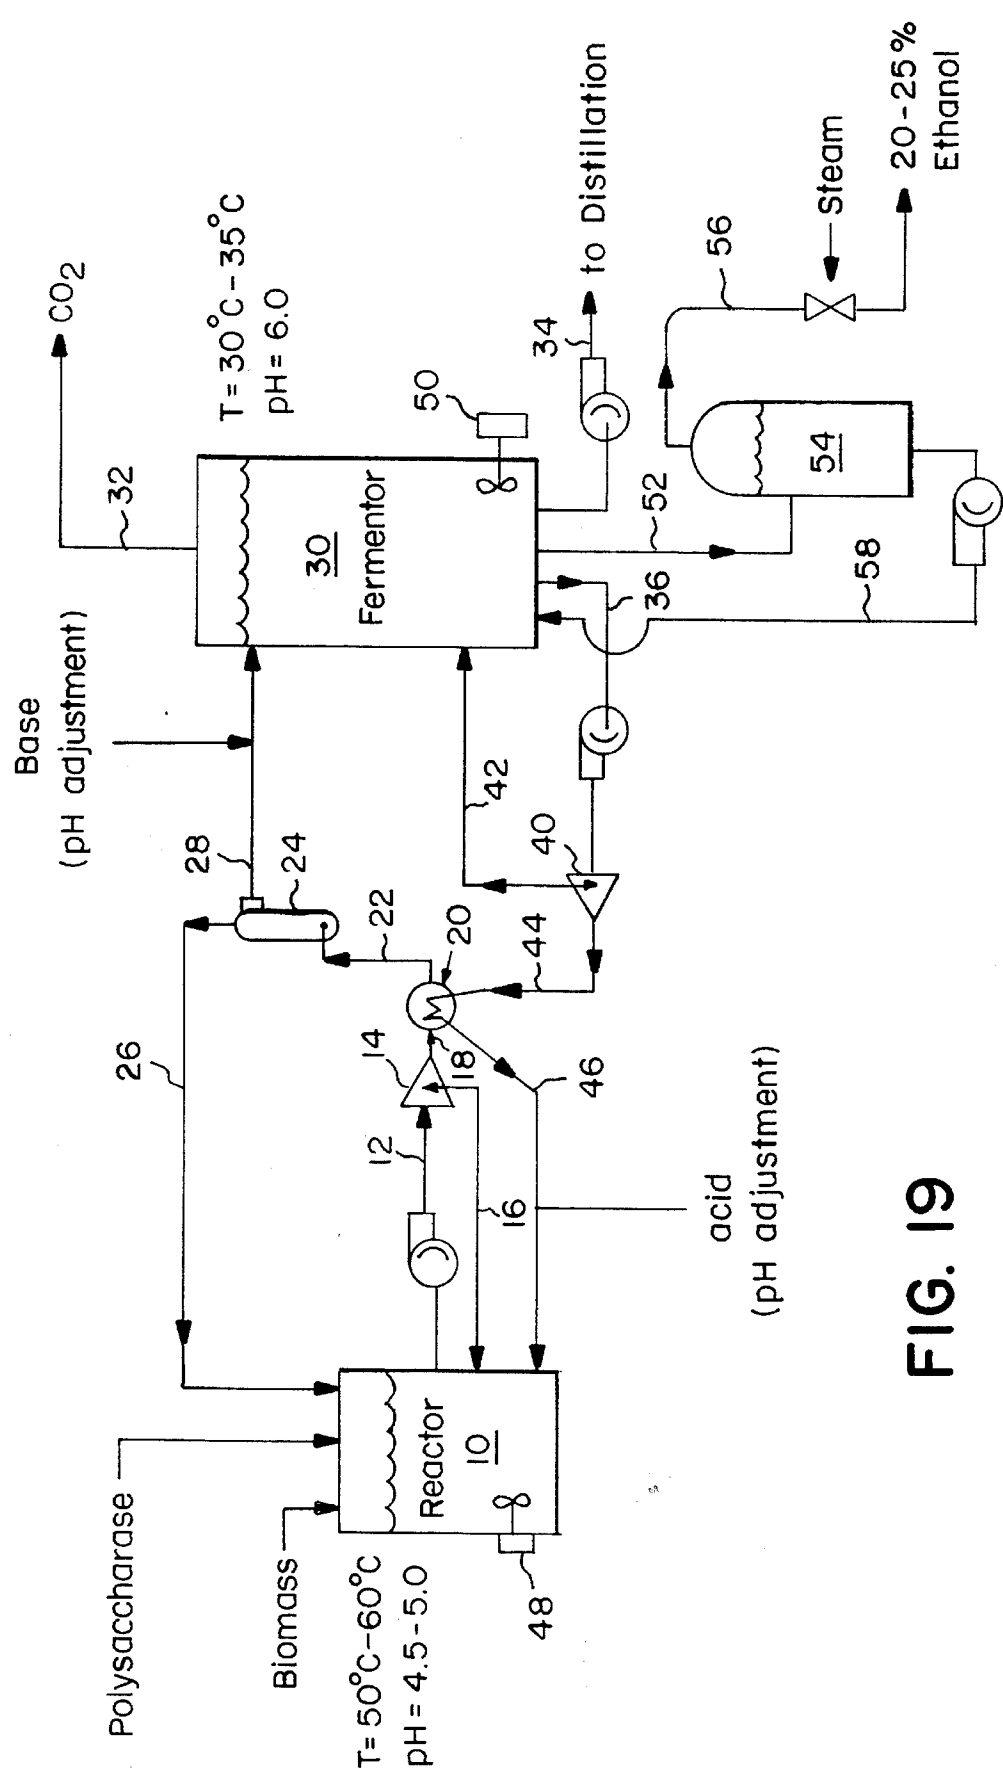 Polysaccharase
Biomass
T= 50°C-60°C
pH = 4.5-5.0
Reactor
10
48
26
12
14
16
18
20
22
24
28
Base
(pH adjustment)
acid
(pH adjustment)
46
44
40
42
32
CO2
T= 30°C-35°C
pH = 6.0
30
Fermentor
50
34
to Distillation
36
52
54
56
58
Steam
20-25%
Ethanol
FIG. 19